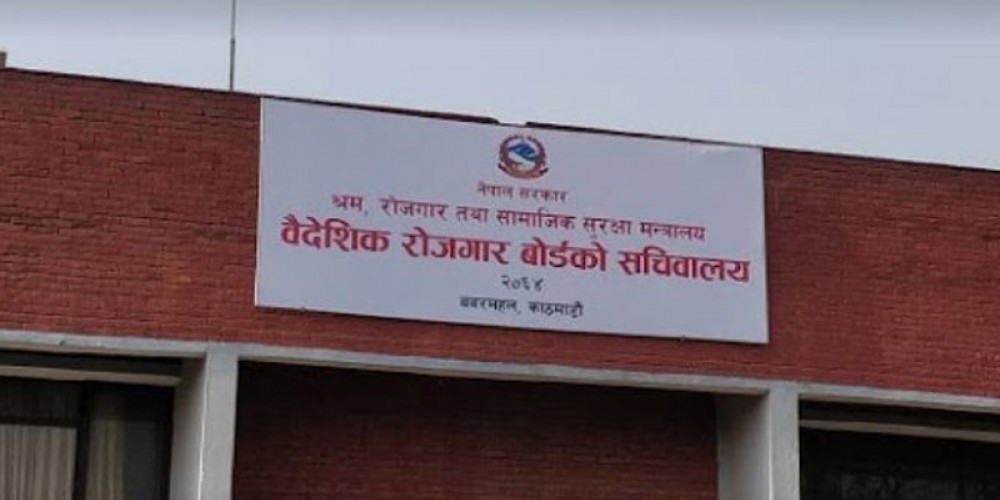 नेपाल सरकार
श्रम, रोजगार तथा सामाजिक सुरक्षा मन्त्रालय
वैदेशिक रोजगार बोर्डको सचिवालय
२०६४
बबरमहल, काठमाडौं